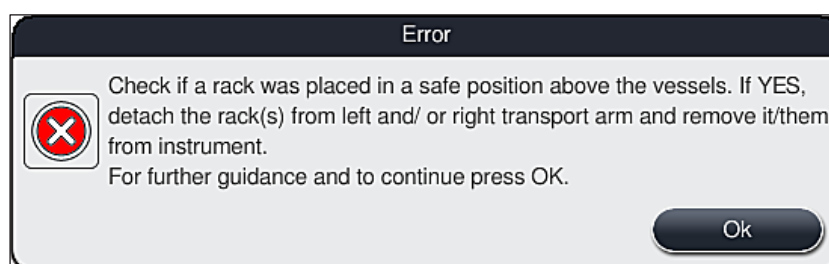 Error
Check if a rack was placed in a safe position above the vessels. If YES,
detach the rack(s) from left and/ or right transport arm and remove it/them
from instrument.
For further guidance and to continue press OK.
Ok